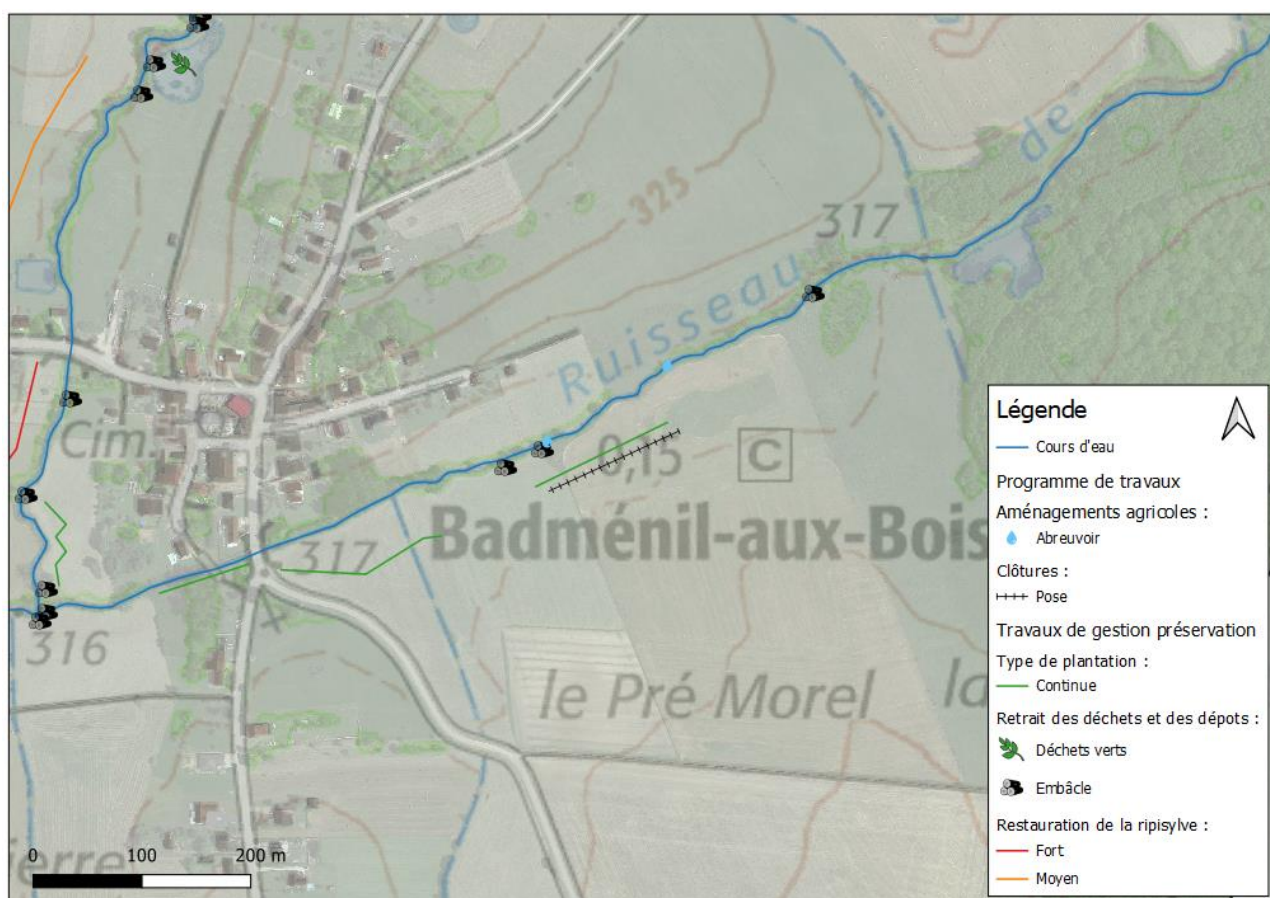 de
325
317
Ruisseau
Cim.
0,15
C
Badménil-aux-Bois
317
316
le Pré Morel
la
ierre
0 100 200 m
Légende
Cours d'eau
Programme de travaux
Aménagements agricoles :
Abreuvoir
Clôtures :
Pose
Travaux de gestion préservation
Type de plantation :
Continue
Retrait des déchets et des dépots :
Déchets verts
Embâcle
Restauration de la ripisylve :
Fort
Moyen